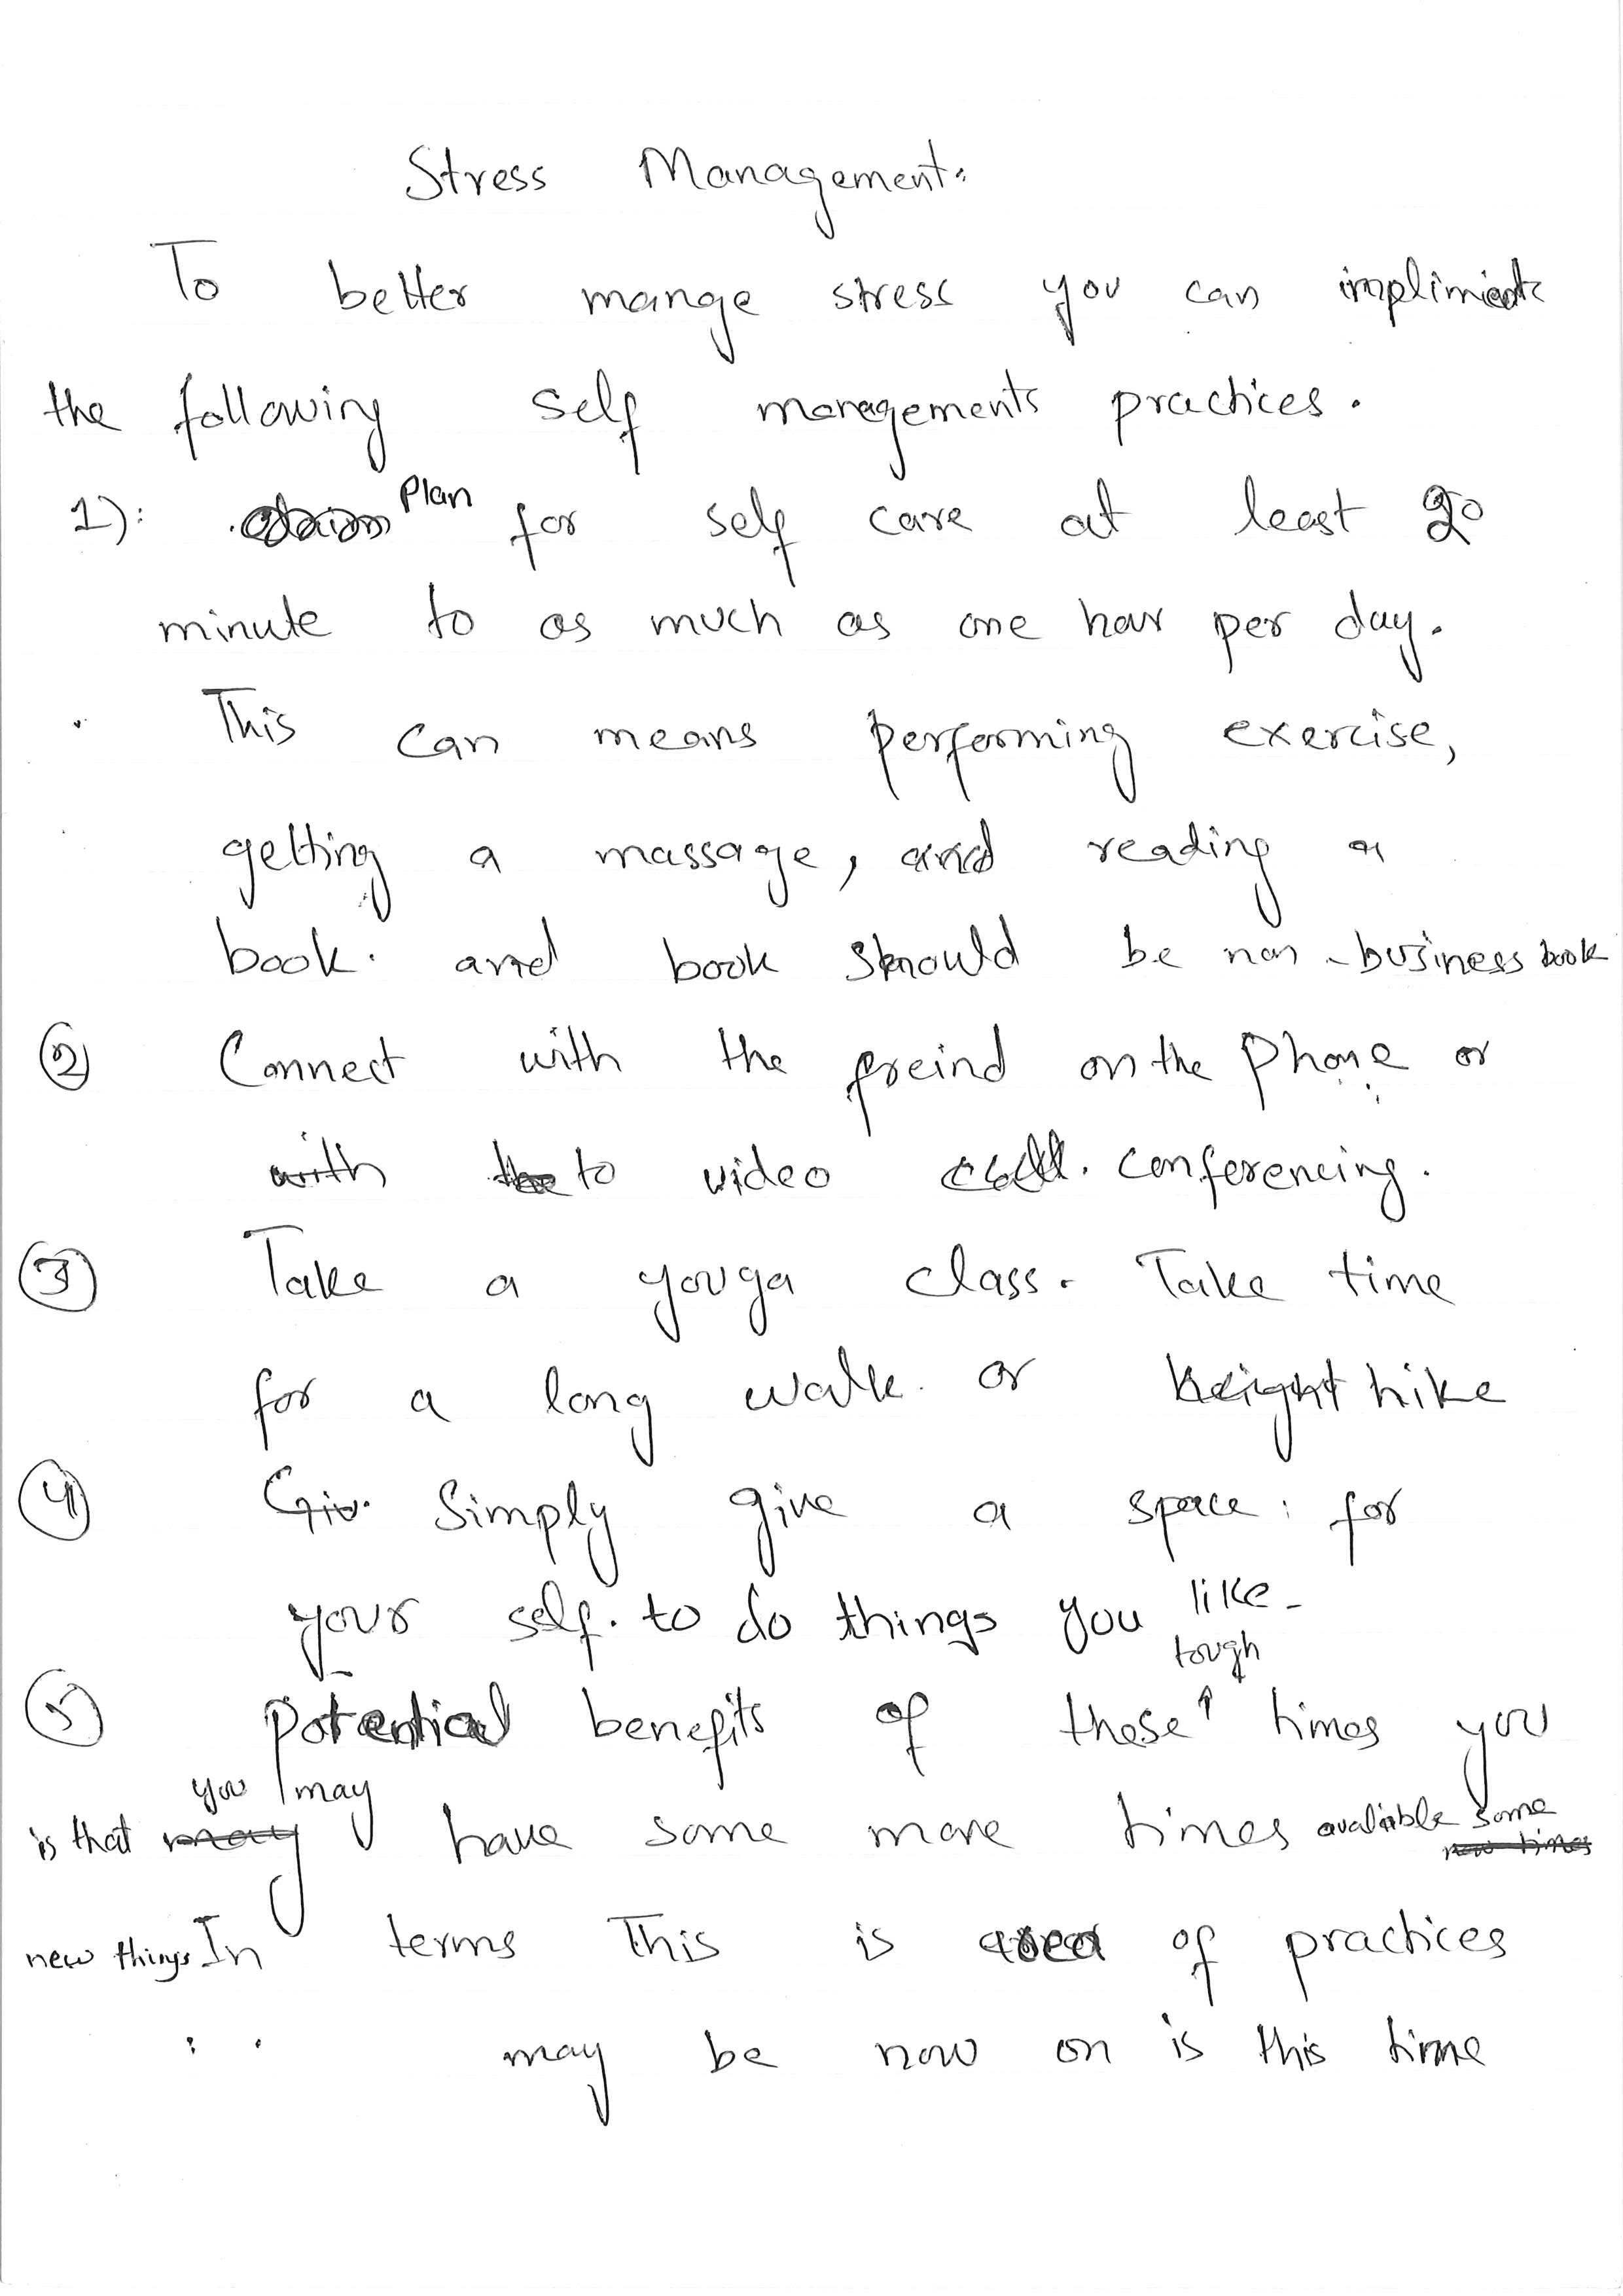 Stress Management:
To better mange stress you can impliment
the following self managements practices.
1): Plan for self care at least 20
minute to as much as one hour per day.
This can means performing exercise,
getting a massage, and reading a
book. and book should be non-business book
2 Connect with the freind on the phone or
with the to video call. conferencing.
3 Take a youga class. Take time
for a long walk. or height hike
4 Giv. Simply give a space: for
your self. to do things you like-
tough
5 potential benefits of these↑ times you
you may
is that may have some more times avaliable some
new times
new things In terms This is area of practices
may be now on is this time